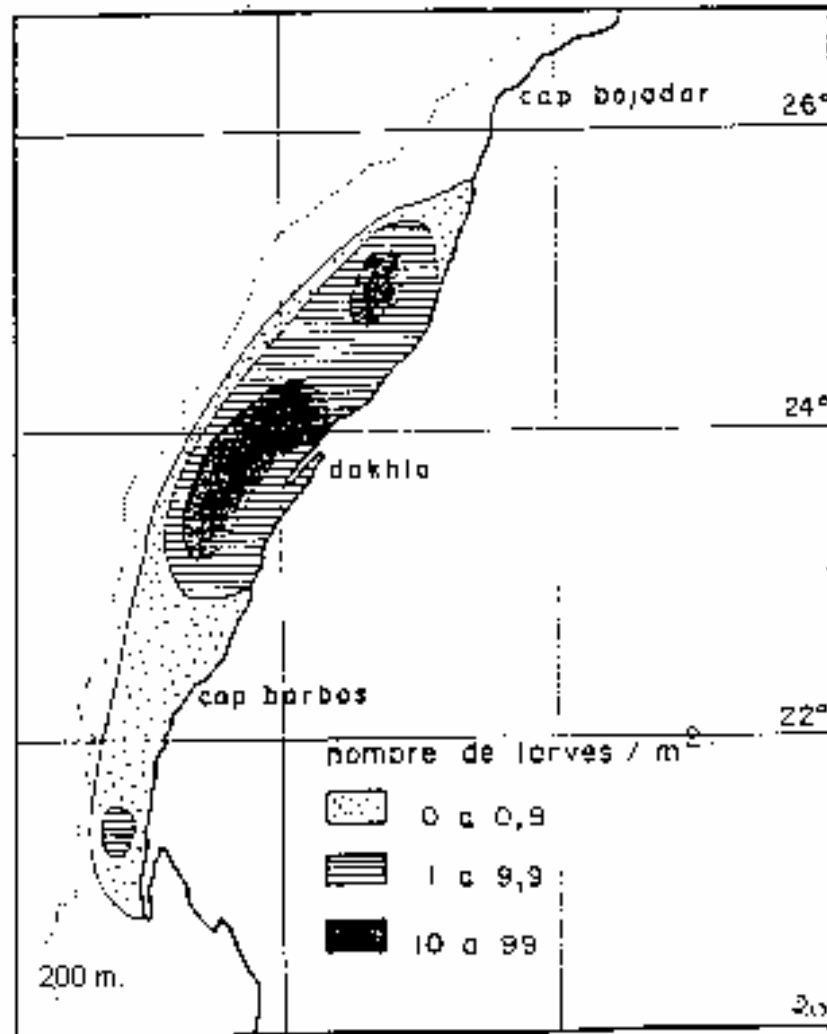 cap bojador
26°
24°
dakhla
cap barbas
22°
nombre de larves / m²
0 a 0,9
1 a 9,9
10 a 99
200 m.
20